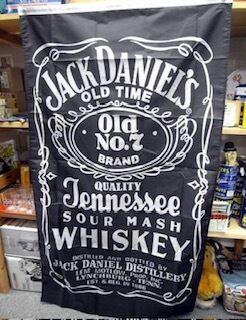 JACK DANIEL'S
OLD TIME
Old
No. 7
BRAND
QUALITY
Tennessee
SOUR MASH
WHISKEY
DISTILLED AND BOTTLED BY
JACK DANIEL DISTILLERY
LEM MOTLOW, PROP., INC.
LYNCHBURG, TENN.
EST. & REG. IN 1866